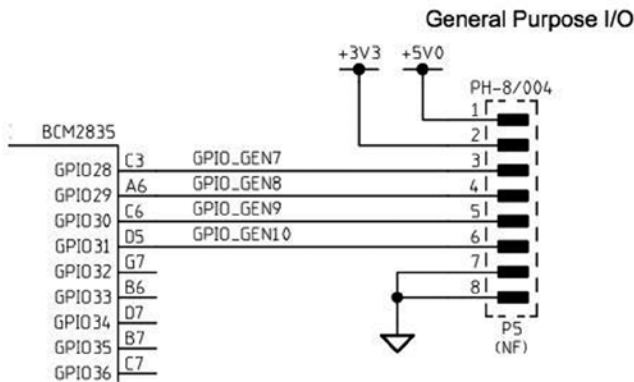 General Purpose I/O
+3V3 +5V0
PH-8/004
BCM2835
1
2
GPIO28 C3 GPIO_GEN7 3
GPIO29 A6 GPIO_GEN8 4
GPIO30 C6 GPIO_GEN9 5
GPIO31 D5 GPIO_GEN10 6
GPIO32 G7 7
GPIO33 B6 8
GPIO34 D7
GPIO35 B7
GPIO36 C7
P5
(NF)